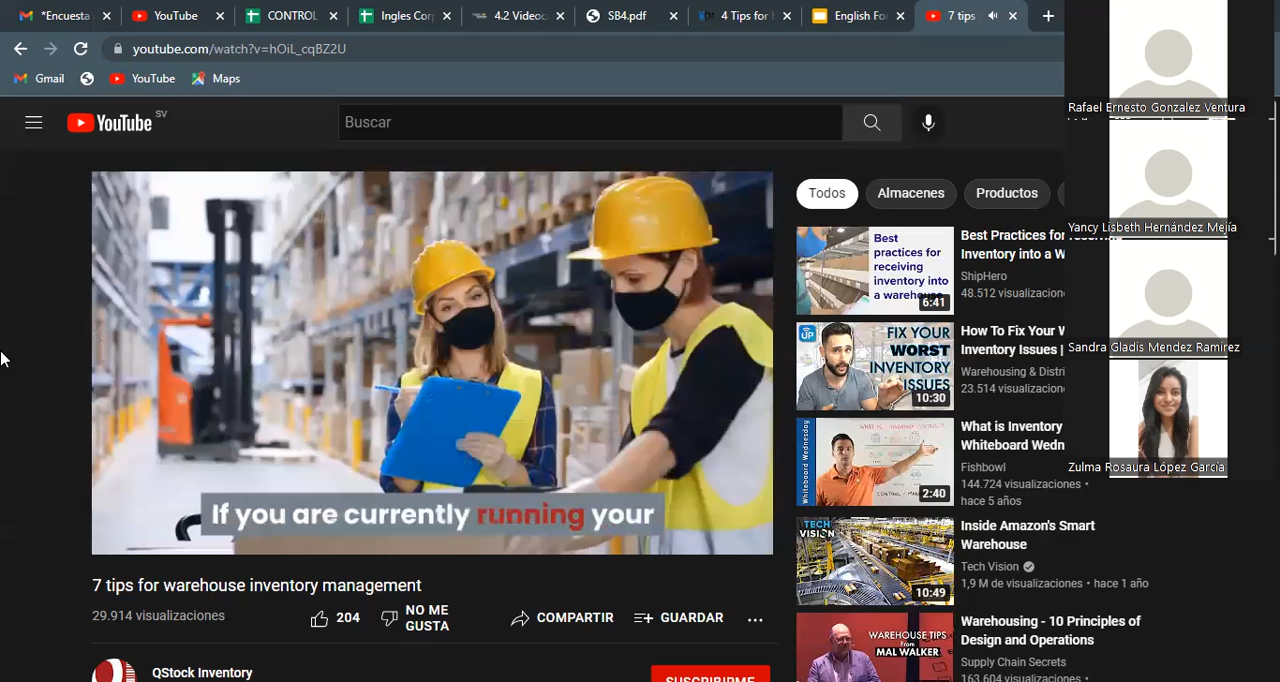 *Encuesta
YouTube
CONTROL
Ingles Cor
4.2 Videoc
SB4.pdf
4 Tips for
English Fo
7 tips
youtube.com/watch?v=hOiL_cqBZ2U
Gmail
YouTube
Maps
YouTube SV
Buscar
If you are currently running your
7 tips for warehouse inventory management
29.914 visualizaciones
204
NO ME
GUSTA
COMPARTIR
GUARDAR
QStock Inventory
SUSCRIBIRME
Todos
Almacenes
Productos
Best
practices for
receiving
inventory into
a warehouse
6:41
Best Practices for
Inventory into a W
ShipHero
48.512 visualizacion
UP
FIX YOUR
WORST
INVENTORY
ISSUES
10:30
How To Fix Your W
Inventory Issues |
Warehousing & Distri
23.514 visualizacion
Whiteboard Wednesday
2:40
What is Inventory
Whiteboard Wedn
Fishbowl
144.724 visualizaciones •
hace 5 años
TECH
VISION
10:49
Inside Amazon's Smart
Warehouse
Tech Vision
1,9 M de visualizaciones • hace 1 año
WAREHOUSE TIPS
From
MAL WALKER
Warehousing - 10 Principles of
Design and Operations
Supply Chain Secrets
163.604 visualizaciones •
Rafael Ernesto Gonzalez Ventura
Yancy Lisbeth Hernández Mejía
Sandra Gladis Mendez Ramirez
Zulma Rosaura López García